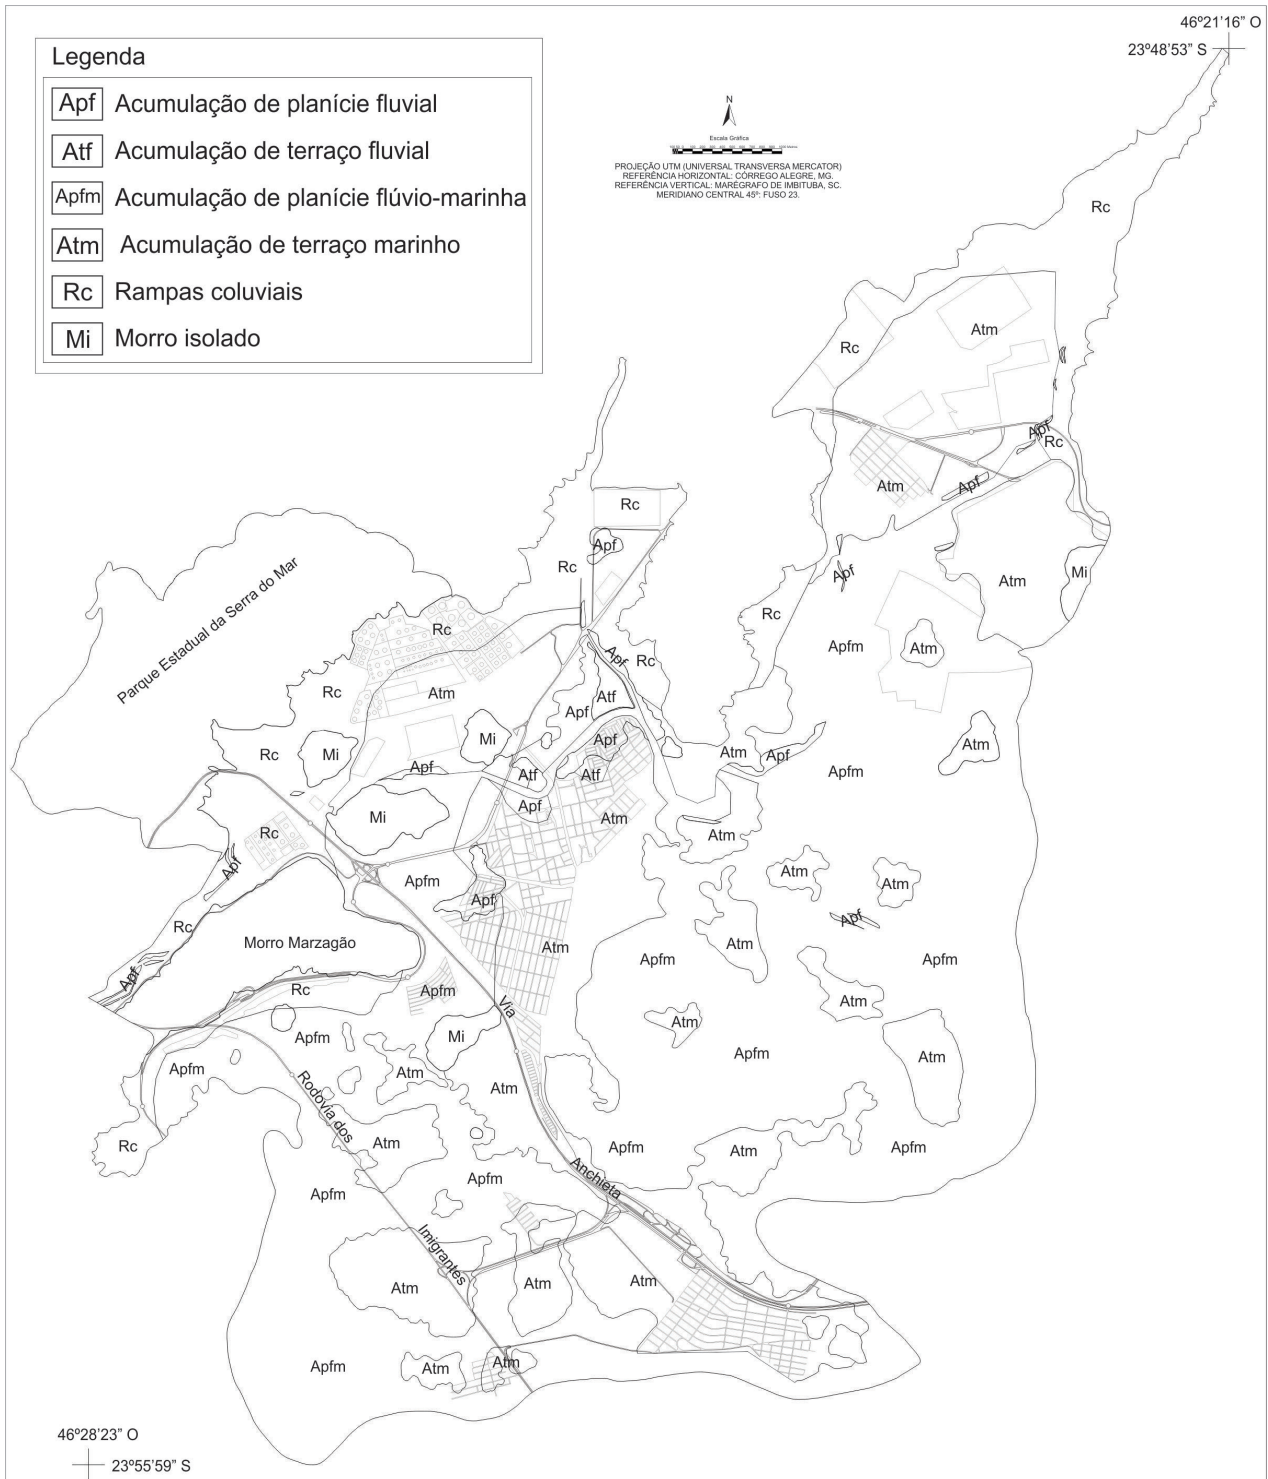 46º21’16” O
23º48’53” S
Legenda
Apf Acumulação de planície fluvial
Atf Acumulação de terraço fluvial
Apfm Acumulação de planície flúvio-marinha
Atm Acumulação de terraço marinho
Rc Rampas coluviais
Mi Morro isolado
N
Escala Gráfica
PROJEÇÃO UTM (UNIVERSAL TRANSVERSA MERCATOR)
REFERÊNCIA HORIZONTAL: CÓRREGO ALEGRE, MG.
REFERÊNCIA VERTICAL: MARÉGRAFO DE IMBITUBA, SC.
MERIDIANO CENTRAL 45º: FUSO 23.
Rc
Atm
Rc
Apf
Rc
Atm
Apf
Rc
Apf
Rc
Apf
Atm
Mi
Parque Estadual da Serra do Mar
Rc
Rc
Apfm
Atm
Apf
Rc
Rc
Atm
Atf
Apf
Mi
Apf
Rc
Mi
Atm
Apf
Atm
Apf
Atf
Atf
Apfm
Apf
Mi
Atm
Rc
Atm
Apf
Apfm
Atm
Atm
Apf
Apf
Rc
Morro Marzagão
Atm
Atm
Apfm
Apfm
Apf
Rc
Apfm
Via
Atm
Atm
Apfm
Mi
Apfm
Atm
Apfm
Atm
Rodovia dos
Atm
Rc
Atm
Apfm
Atm
Apfm
Anchieta
Apfm
Apfm
Imigrantes
Atm
Atm
Atm
Apfm
Atm
Atm
46º28’23” O
23º55’59” S